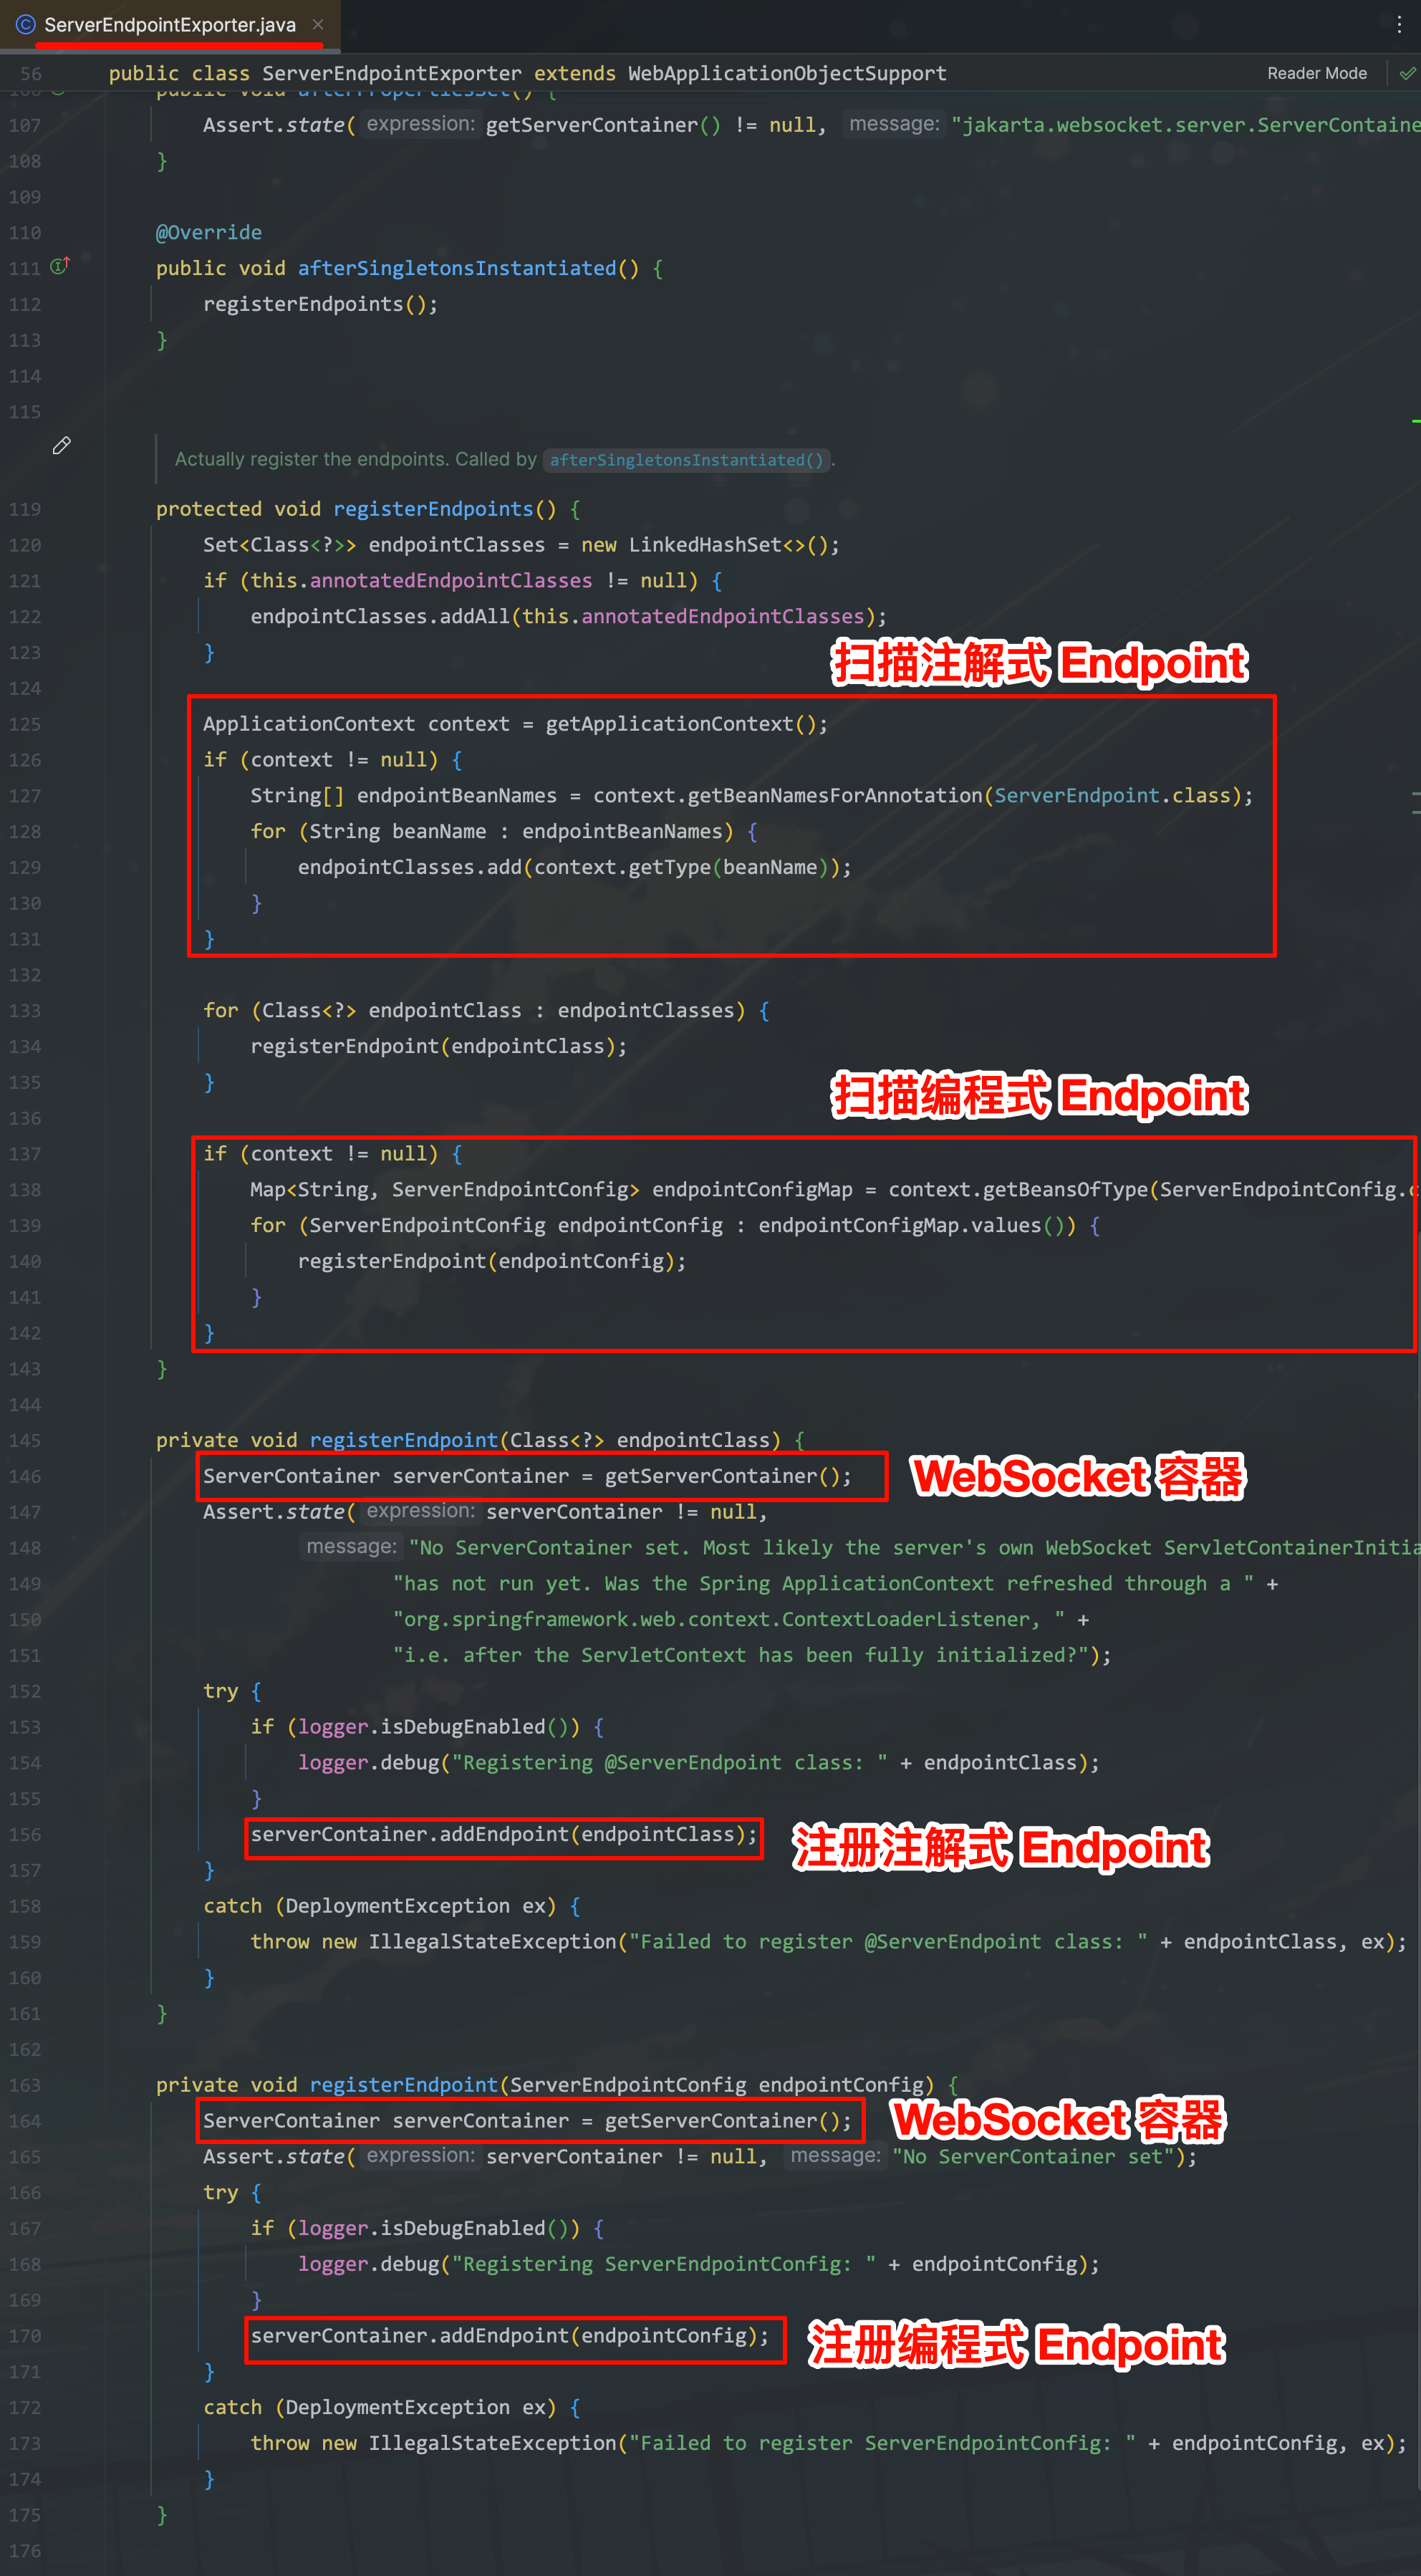 ServerEndpointExporter.java
56 public class ServerEndpointExporter extends WebApplicationObjectSupport Reader Mode
public void afterPropertiesSet() {
107 Assert.state( expression: getServerContainer() != null, message: "jakarta.websocket.server.ServerContaine
108 }
109
110 @Override
111 public void afterSingletonsInstantiated() {
112 registerEndpoints();
113 }
114
115
Actually register the endpoints. Called by afterSingletonsInstantiated().
119 protected void registerEndpoints() {
120 Set<Class<?>> endpointClasses = new LinkedHashSet<>();
121 if (this.annotatedEndpointClasses != null) {
122 endpointClasses.addAll(this.annotatedEndpointClasses);
123 }
扫描注解式 Endpoint
124
125 ApplicationContext context = getApplicationContext();
126 if (context != null) {
127 String[] endpointBeanNames = context.getBeanNamesForAnnotation(ServerEndpoint.class);
128 for (String beanName : endpointBeanNames) {
129 endpointClasses.add(context.getType(beanName));
130 }
131 }
132
133 for (Class<?> endpointClass : endpointClasses) {
134 registerEndpoint(endpointClass);
135 }
扫描编程式 Endpoint
136
137 if (context != null) {
138 Map<String, ServerEndpointConfig> endpointConfigMap = context.getBeansOfType(ServerEndpointConfig.c
139 for (ServerEndpointConfig endpointConfig : endpointConfigMap.values()) {
140 registerEndpoint(endpointConfig);
141 }
142 }
143 }
144
145 private void registerEndpoint(Class<?> endpointClass) {
146 ServerContainer serverContainer = getServerContainer(); WebSocket 容器
147 Assert.state( expression: serverContainer != null,
148 message: "No ServerContainer set. Most likely the server's own WebSocket ServletContainerInitia
149 "has not run yet. Was the Spring ApplicationContext refreshed through a " +
150 "org.springframework.web.context.ContextLoaderListener, " +
151 "i.e. after the ServletContext has been fully initialized?");
152 try {
153 if (logger.isDebugEnabled()) {
154 logger.debug("Registering @ServerEndpoint class: " + endpointClass);
155 }
156 serverContainer.addEndpoint(endpointClass); 注册注解式 Endpoint
157 }
158 catch (DeploymentException ex) {
159 throw new IllegalStateException("Failed to register @ServerEndpoint class: " + endpointClass, ex);
160 }
161 }
162
163 private void registerEndpoint(ServerEndpointConfig endpointConfig) {
164 ServerContainer serverContainer = getServerContainer(); WebSocket 容器
165 Assert.state( expression: serverContainer != null, message: "No ServerContainer set");
166 try {
167 if (logger.isDebugEnabled()) {
168 logger.debug("Registering ServerEndpointConfig: " + endpointConfig);
169 }
170 serverContainer.addEndpoint(endpointConfig); 注册编程式 Endpoint
171 }
172 catch (DeploymentException ex) {
173 throw new IllegalStateException("Failed to register ServerEndpointConfig: " + endpointConfig, ex);
174 }
175 }
176